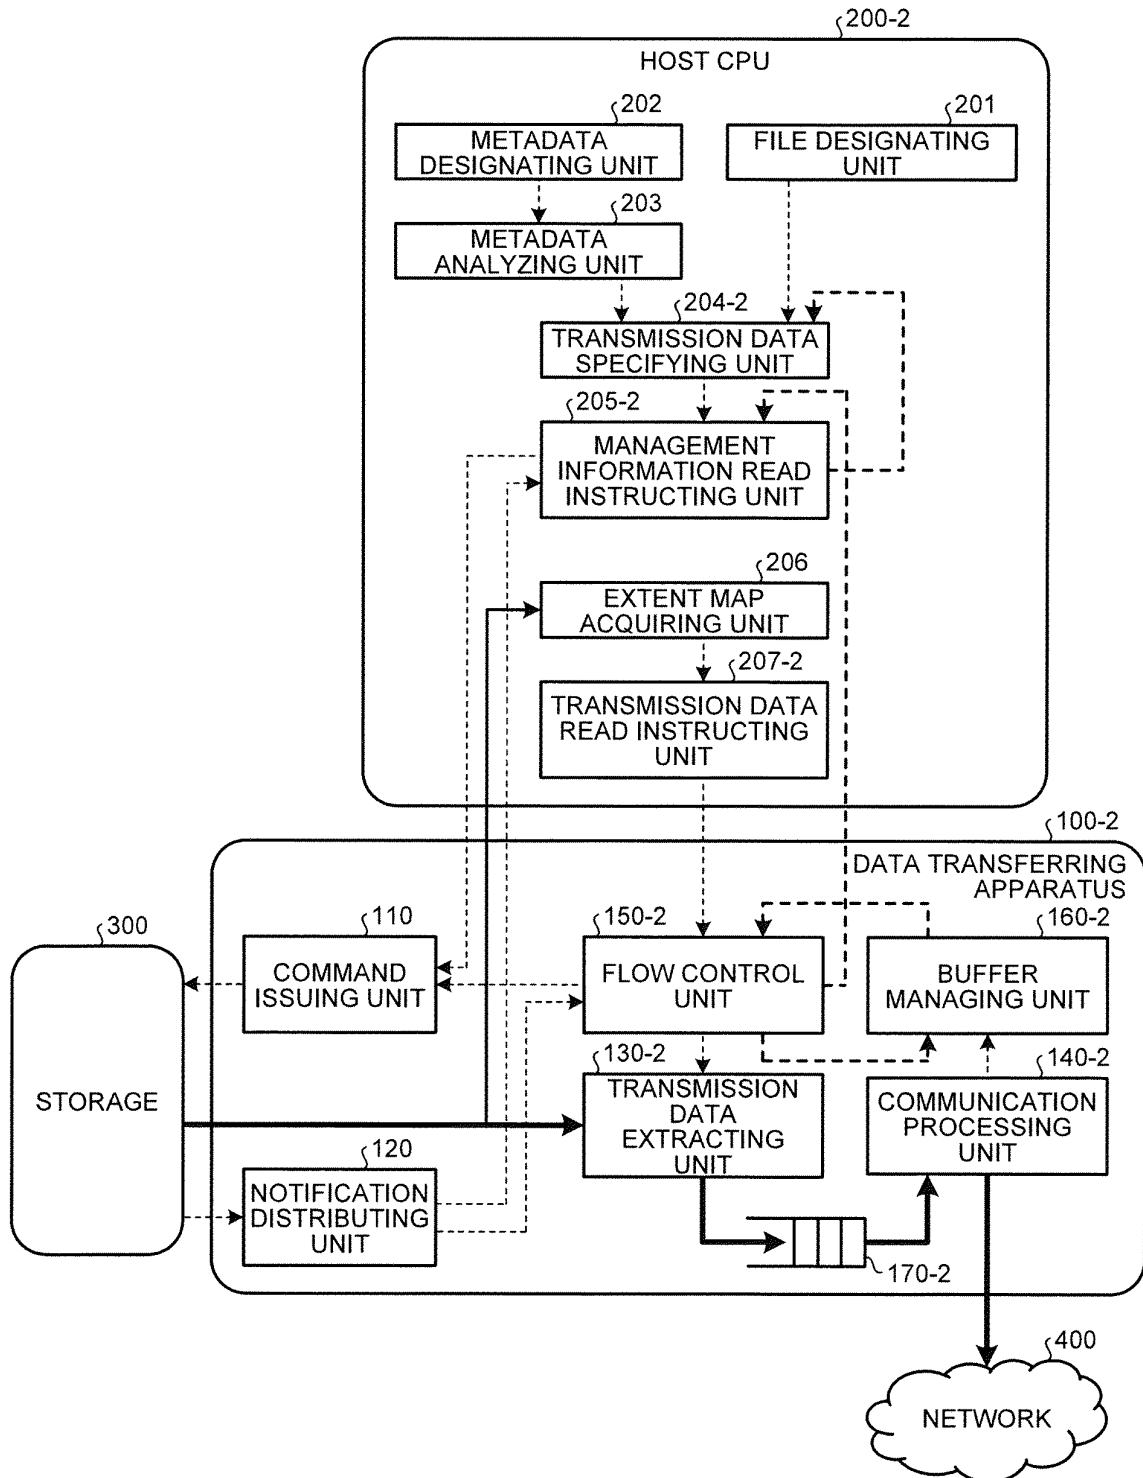 200-2
HOST CPU
202
METADATA
DESIGNATING UNIT
201
FILE DESIGNATING
UNIT
203
METADATA
ANALYZING UNIT
204-2
TRANSMISSION DATA
SPECIFYING UNIT
205-2
MANAGEMENT
INFORMATION READ
INSTRUCTING UNIT
206
EXTENT MAP
ACQUIRING UNIT
207-2
TRANSMISSION DATA
READ INSTRUCTING
UNIT
100-2
DATA TRANSFERRING
APPARATUS
300
STORAGE
110
COMMAND
ISSUING UNIT
150-2
FLOW CONTROL
UNIT
160-2
BUFFER
MANAGING UNIT
130-2
TRANSMISSION
DATA
EXTRACTING
UNIT
140-2
COMMUNICATION
PROCESSING
UNIT
120
NOTIFICATION
DISTRIBUTING
UNIT
170-2
400
NETWORK